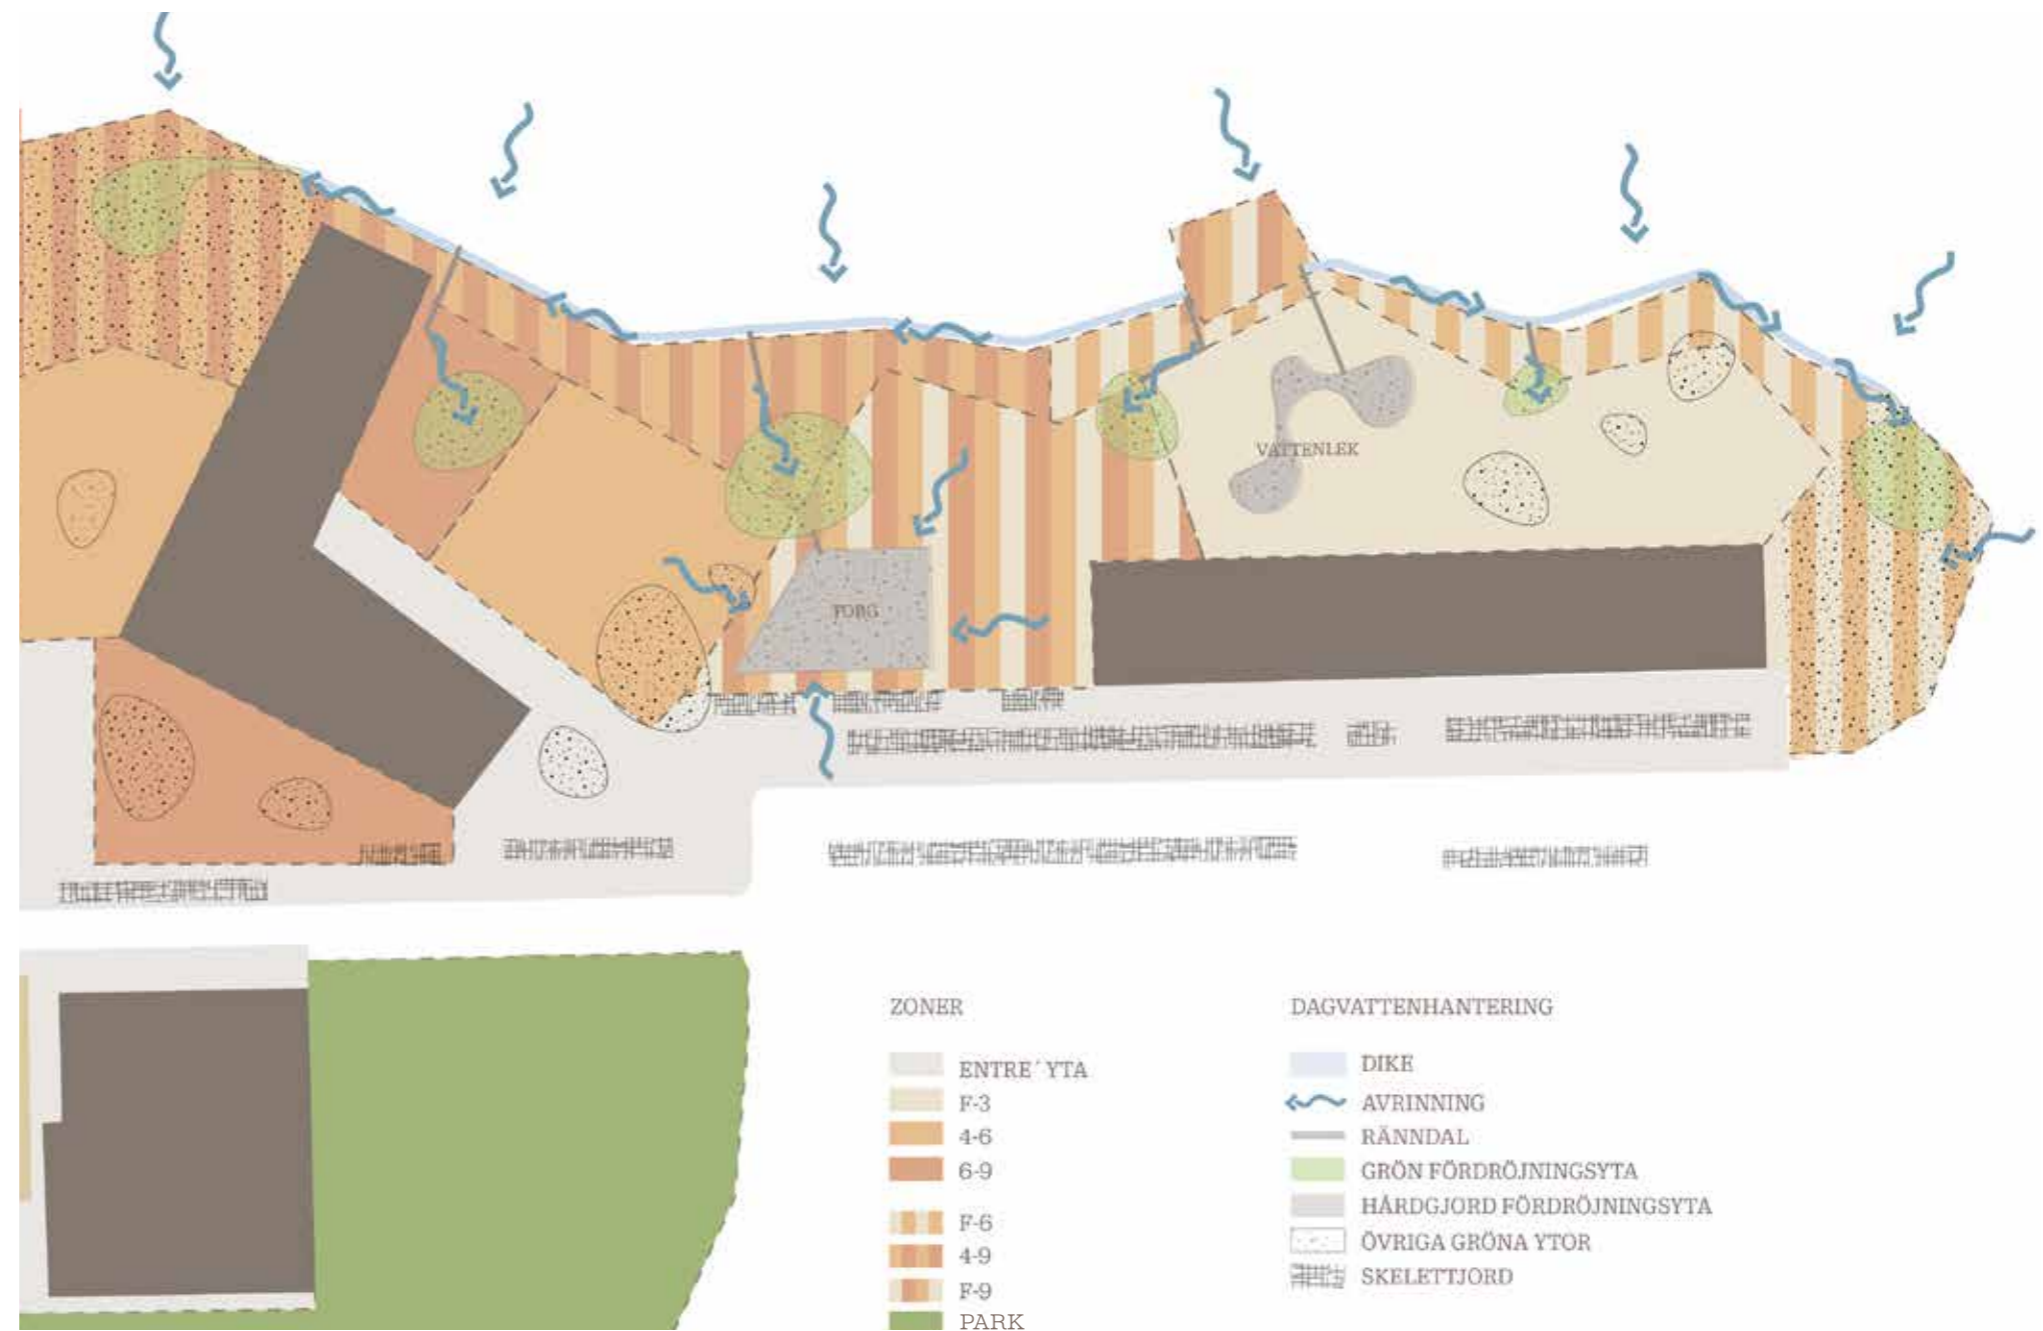 VATTENLEK
TORG
ZONER
ENTRE´ YTA
F-3
4-6
6-9
F-6
4-9
F-9
PARK
DAGVATTENHANTERING
DIKE
AVRINNING
RÄNNDAL
GRÖN FÖRDRÖJNINGSYTA
HÅRDGJORD FÖRDRÖJNINGSYTA
ÖVRIGA GRÖNA YTOR
SKELETTJORD